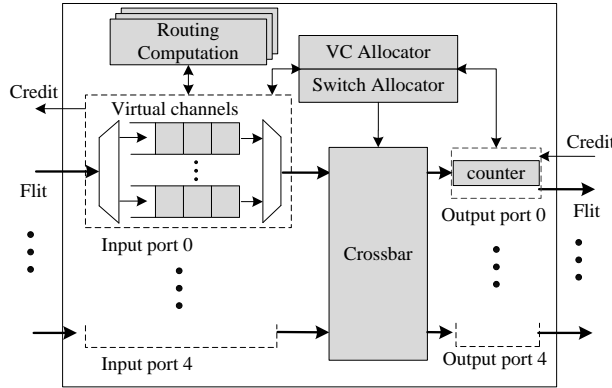 Routing
Computation
VC Allocator
Switch Allocator
Credit
Virtual channels
Credit
Flit
counter
Flit
Input port 0
Output port 0
Crossbar
Input port 4
Output port 4